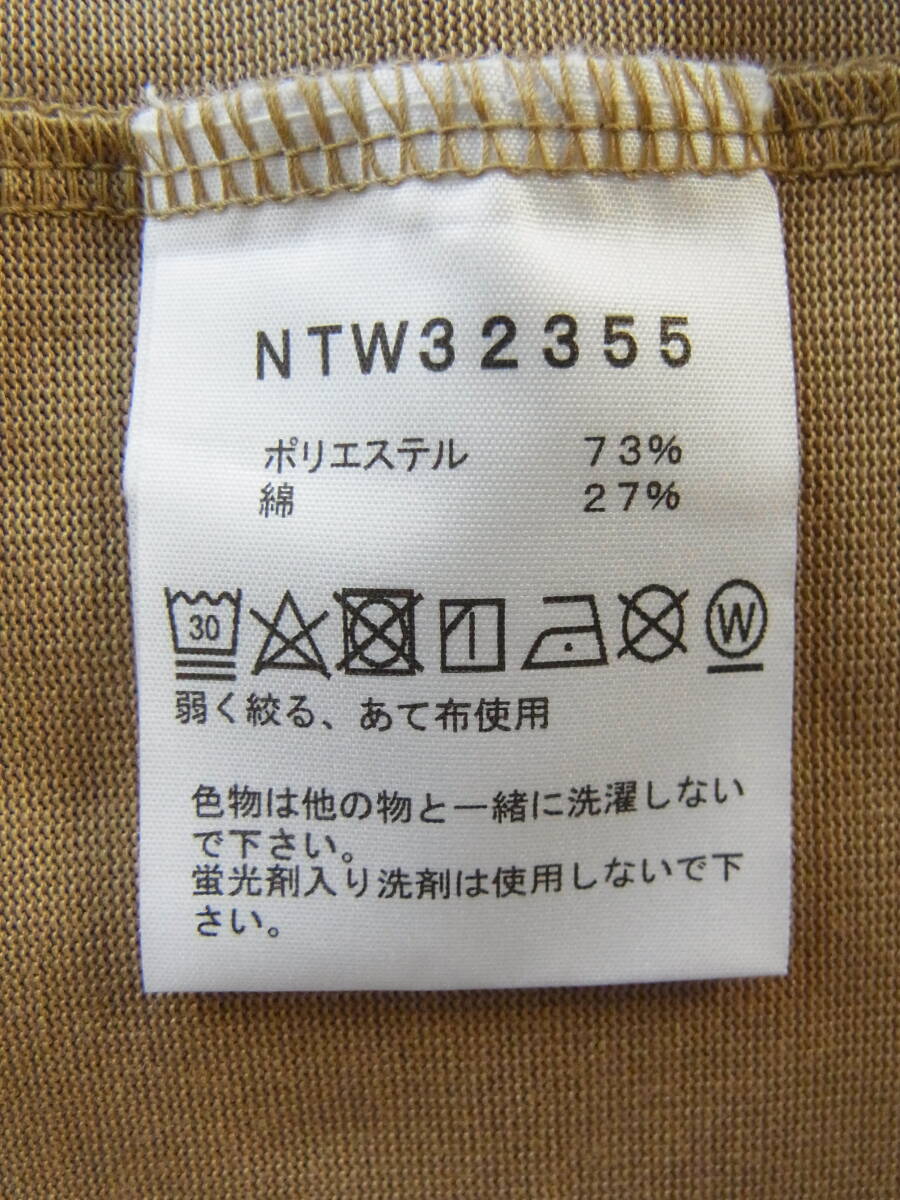 NTW32355
ポリエステル 73%
綿 27%
30 W
弱く絞る、あて布使用
色物は他の物と一緒に洗濯しない
で下さい。
蛍光剤入り洗剤は使用しないで下
さい。